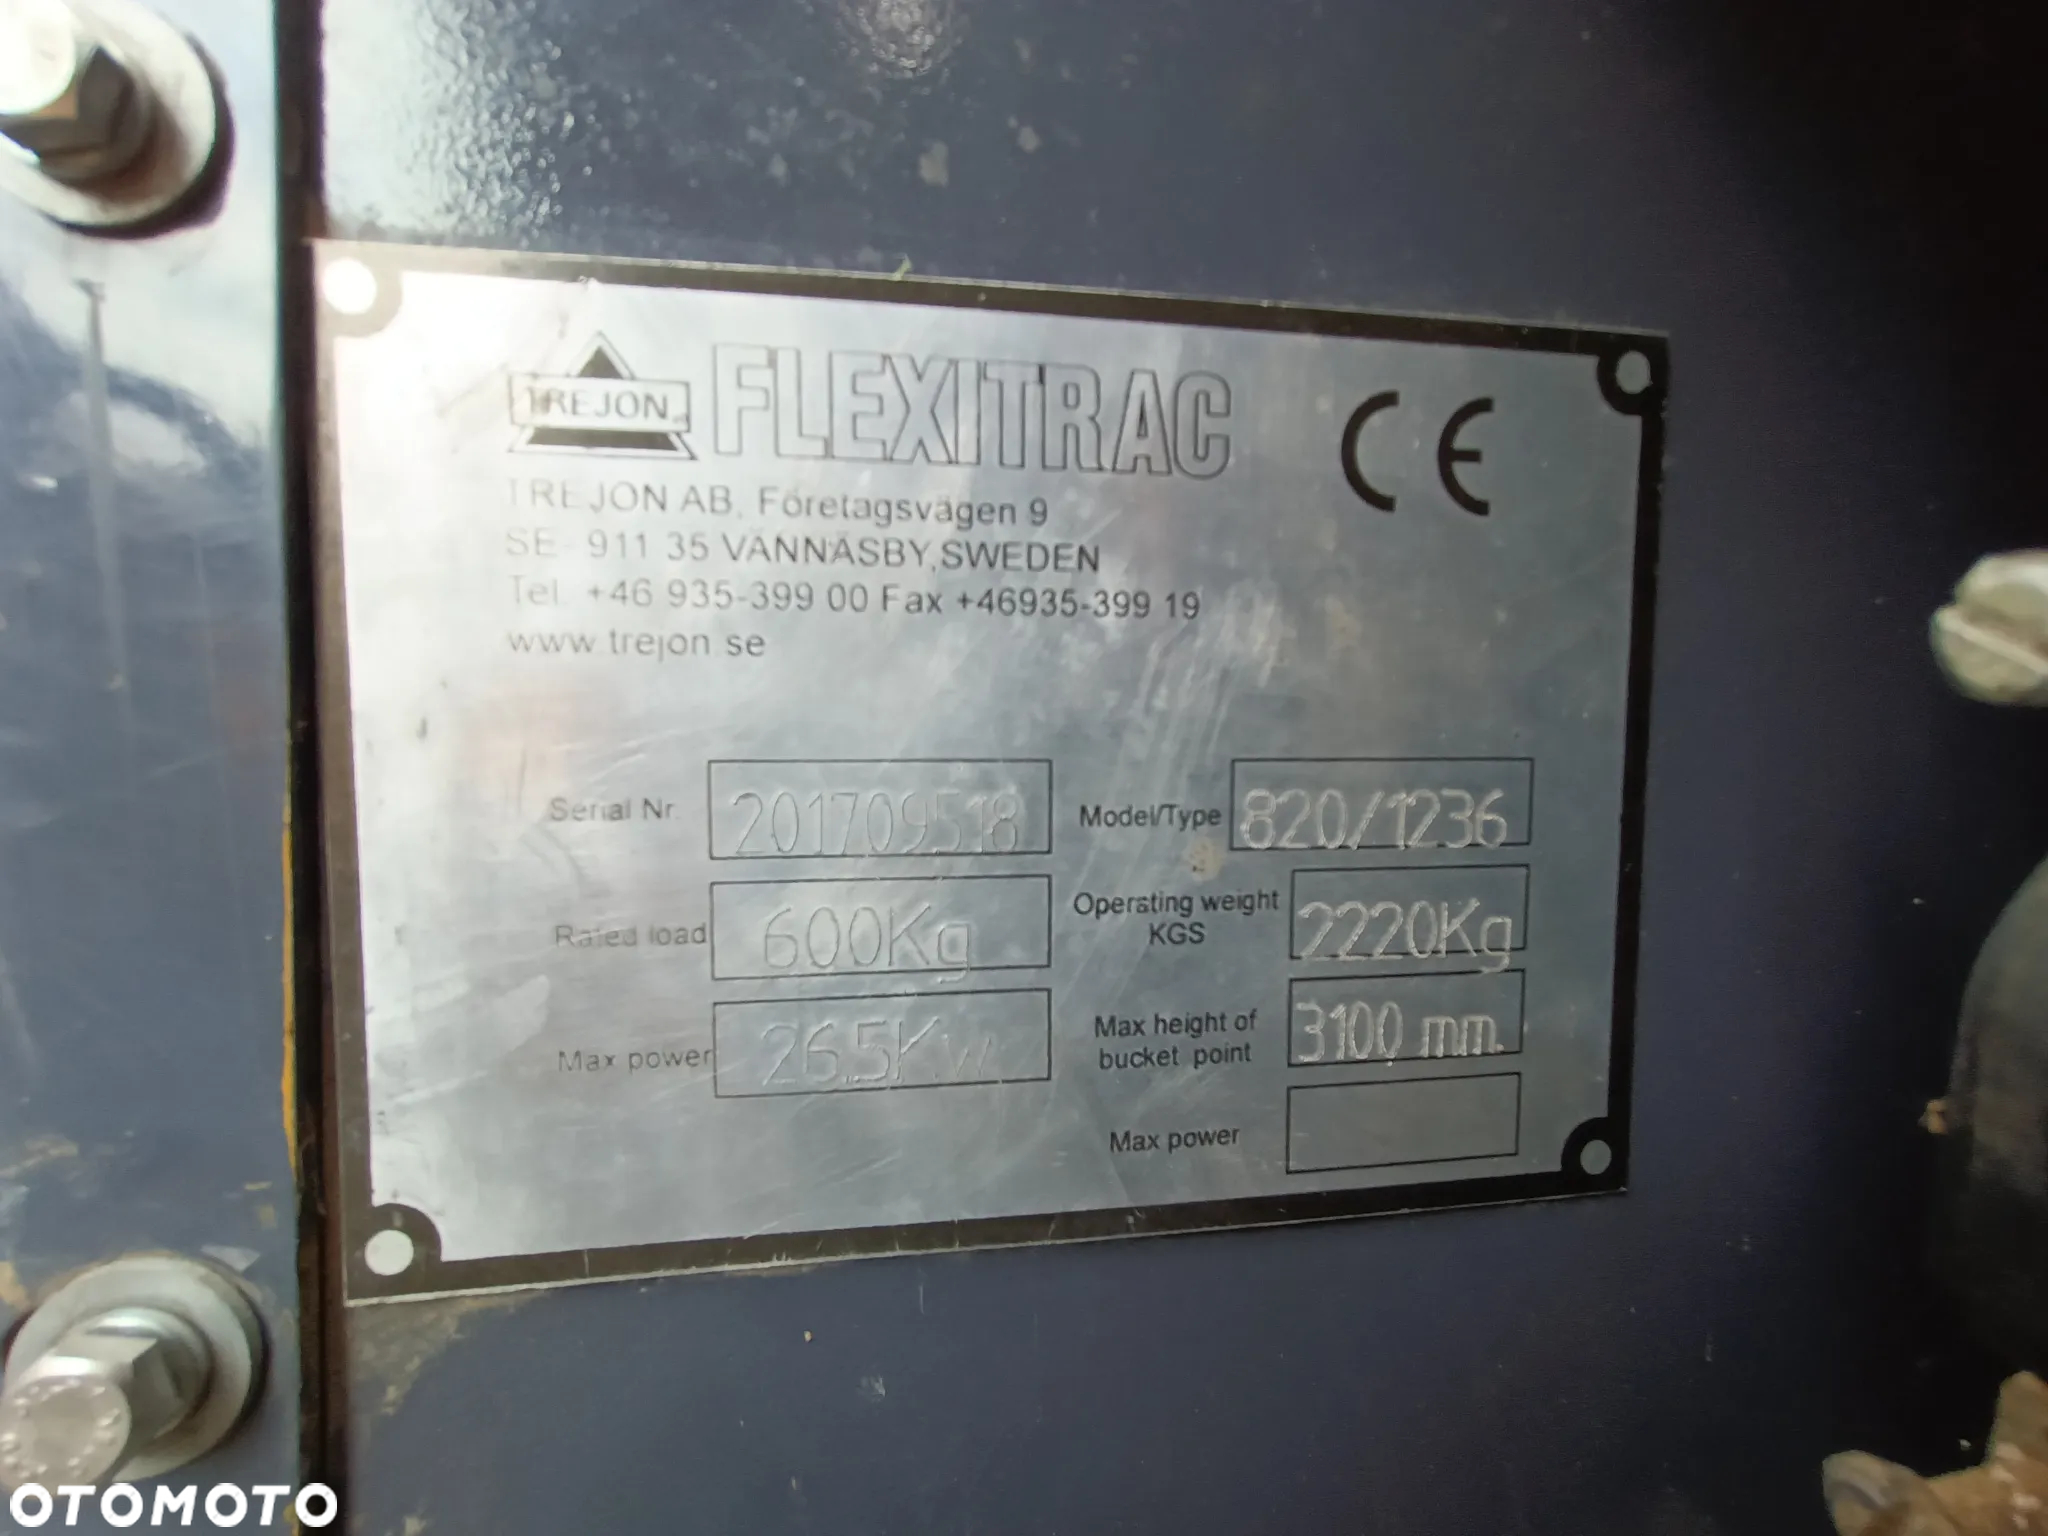 TREJON
FLEXITRAC
CE
TREJON AB, Företagsvägen 9
SE- 911 35 VÄNNÄSBY, SWEDEN
Tel. +46 935-399 00 Fax +46935-399 19
www.trejon.se
Serial Nr. 201709518
Model/Type 820/1236
Rated load 600Kg
Operating weight
KGS 2220Kg
Max power 26.5Kw
Max height of
bucket point 3100 mm.
Max power
OTOMOTO